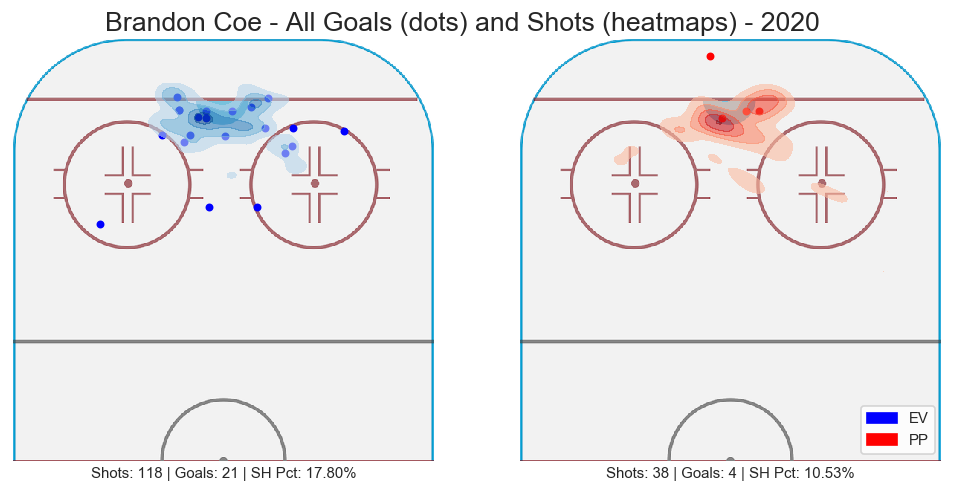 Brandon Coe - All Goals (dots) and Shots (heatmaps) - 2020
EV
PP
Shots: 118 | Goals: 21 | SH Pct: 17.80%
Shots: 38 | Goals: 4 | SH Pct: 10.53%